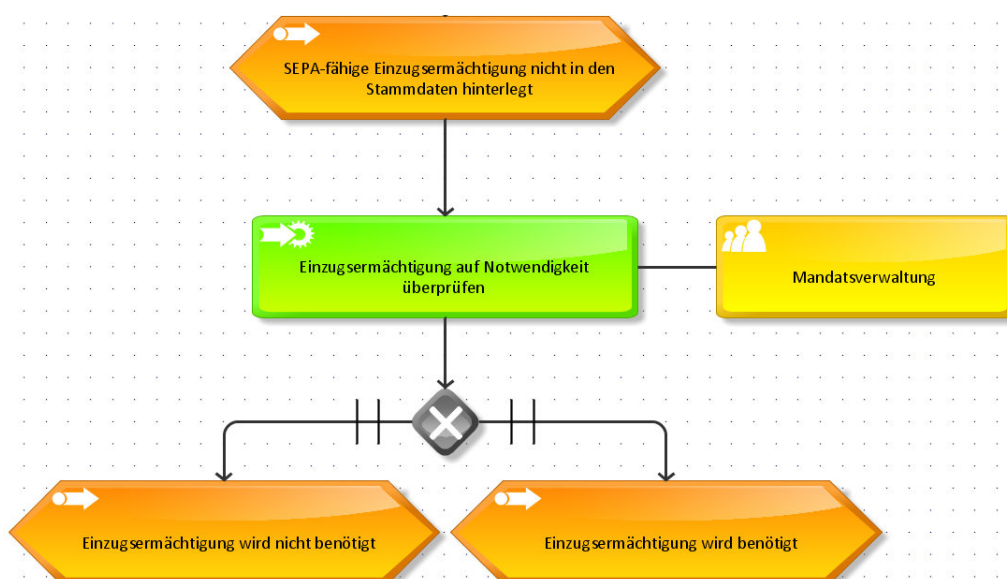 SEPA-fähige Einzugsermächtigung nicht in den
Stammdaten hinterlegt
Einzugsermächtigung auf Notwendigkeit
überprüfen
Mandatsverwaltung
Einzugsermächtigung wird nicht benötigt
Einzugsermächtigung wird benötigt